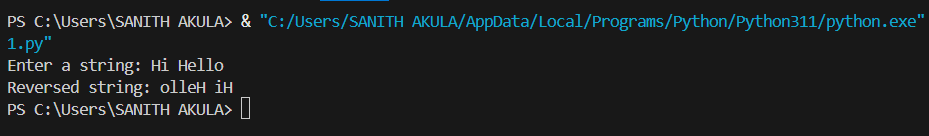 PS C:\Users\SANITH AKULA> & "C:/Users/SANITH AKULA/AppData/Local/Programs/Python/Python311/python.exe"
1.py"
Enter a string: Hi Hello
Reversed string: olleH iH
PS C:\Users\SANITH AKULA>